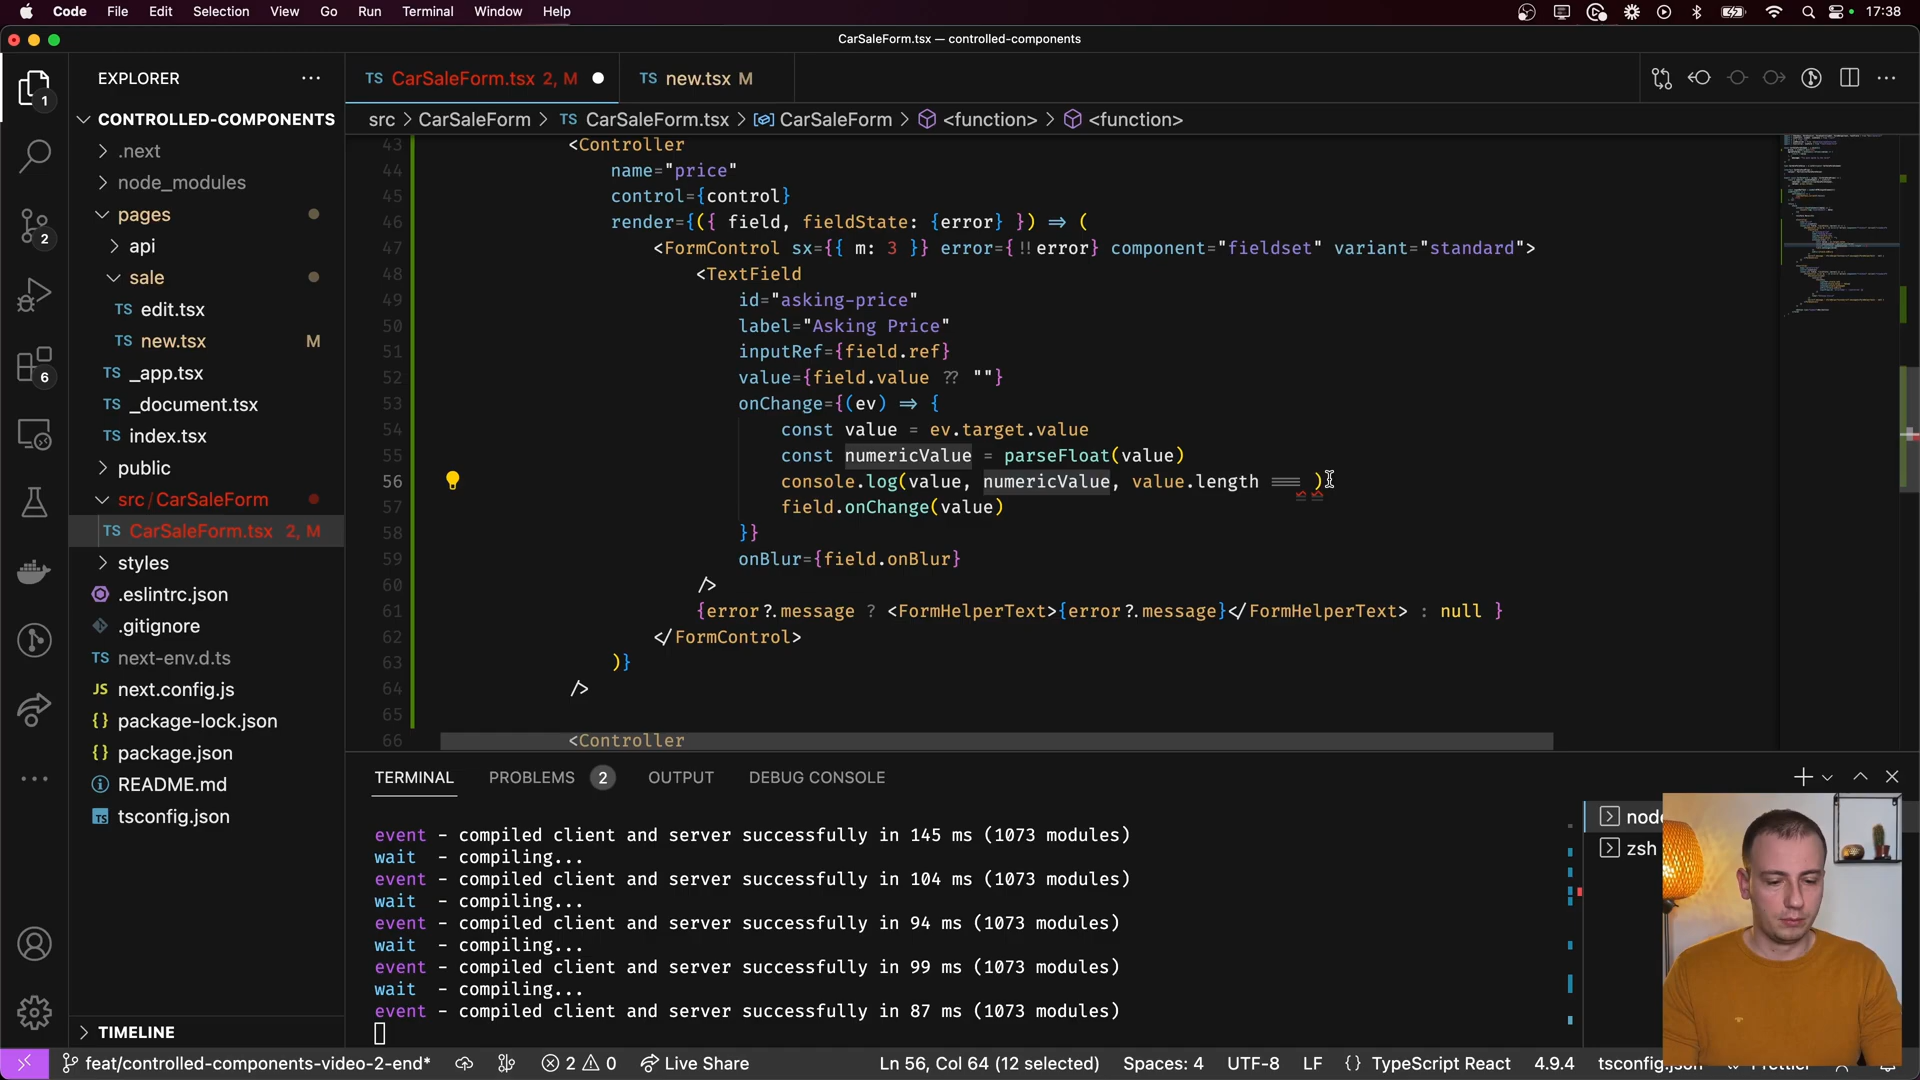 Code File Edit Selection View Go Run Terminal Window Help
17:38
CarSaleForm.tsx — controlled-components
EXPLORER
TS CarSaleForm.tsx 2, M
TS new.tsx M
src > CarSaleForm > TS CarSaleForm.tsx > CarSaleForm > <function> > <function>
CONTROLLED-COMPONENTS
.next
node_modules
pages
api
sale
TS edit.tsx
TS new.tsx M
TS _app.tsx
TS _document.tsx
TS index.tsx
public
src/CarSaleForm
TS CarSaleForm.tsx 2, M
styles
.eslintrc.json
.gitignore
TS next-env.d.ts
JS next.config.js
{} package-lock.json
{} package.json
README.md
TS tsconfig.json
TIMELINE
1
2
6
43 <Controller
44 name="price"
45 control={control}
46 render={({ field, fieldState: {error} }) => (
47 <FormControl sx={{ m: 3 }} error={!!error} component="fieldset" variant="standard">
48 <TextField
49 id="asking-price"
50 label="Asking Price"
51 inputRef={field.ref}
52 value={field.value ?? ""}
53 onChange={(ev) => {
54 const value = ev.target.value
55 const numericValue = parseFloat(value)
56 console.log(value, numericValue, value.length === )
57 field.onChange(value)
58 }}
59 onBlur={field.onBlur}
60 />
61 {error?.message ? <FormHelperText>{error?.message}</FormHelperText> : null }
62 </FormControl>
63 )}
64 />
65
66 <Controller
TERMINAL PROBLEMS 2 OUTPUT DEBUG CONSOLE
event - compiled client and server successfully in 145 ms (1073 modules)
wait - compiling...
event - compiled client and server successfully in 104 ms (1073 modules)
wait - compiling...
event - compiled client and server successfully in 94 ms (1073 modules)
wait - compiling...
event - compiled client and server successfully in 99 ms (1073 modules)
wait - compiling...
event - compiled client and server successfully in 87 ms (1073 modules)
zsh
feat/controlled-components-video-2-end* 2 0 Live Share Ln 56, Col 64 (12 selected) Spaces: 4 UTF-8 LF {} TypeScript React 4.9.4 tsconfig.json